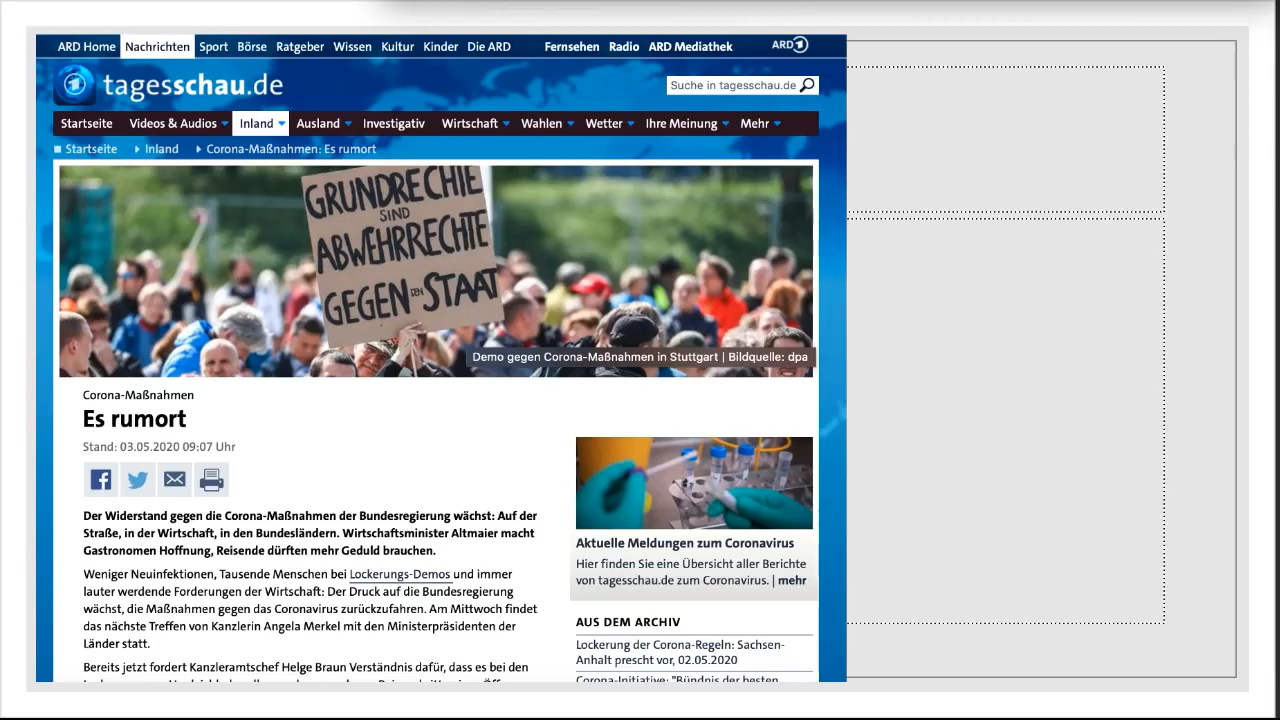 ARD Home Nachrichten Sport Börse Ratgeber Wissen Kultur Kinder Die ARD Fernsehen Radio ARD Mediathek ARD 1
tagesschau.de
Suche in tagesschau.de
Startseite Videos & Audios Inland Ausland Investigativ Wirtschaft Wahlen Wetter Ihre Meinung Mehr
Startseite Inland Corona-Maßnahmen: Es rumort
GRUNDRECHTE
SIND
ABWEHRRECHTE
GEGEN DEN STAAT
Demo gegen Corona-Maßnahmen in Stuttgart | Bildquelle: dpa
Corona-Maßnahmen
Es rumort
Stand: 03.05.2020 09:07 Uhr
Der Widerstand gegen die Corona-Maßnahmen der Bundesregierung wächst: Auf der
Straße, in der Wirtschaft, in den Bundesländern. Wirtschaftsminister Altmaier macht
Gastronomen Hoffnung, Reisende dürften mehr Geduld brauchen.
Weniger Neuinfektionen, Tausende Menschen bei Lockerungs-Demos und immer
lauter werdende Forderungen der Wirtschaft: Der Druck auf die Bundesregierung
wächst, die Maßnahmen gegen das Coronavirus zurückzufahren. Am Mittwoch findet
das nächste Treffen von Kanzlerin Angela Merkel mit den Ministerpräsidenten der
Länder statt.
Bereits jetzt fordert Kanzleramtschef Helge Braun Verständnis dafür, dass es bei den
Aktuelle Meldungen zum Coronavirus
Hier finden Sie eine Übersicht aller Berichte
von tagesschau.de zum Coronavirus. | mehr
AUS DEM ARCHIV
Lockerung der Corona-Regeln: Sachsen-
Anhalt prescht vor, 02.05.2020
Corona-Initiative: "Bündnis der besten